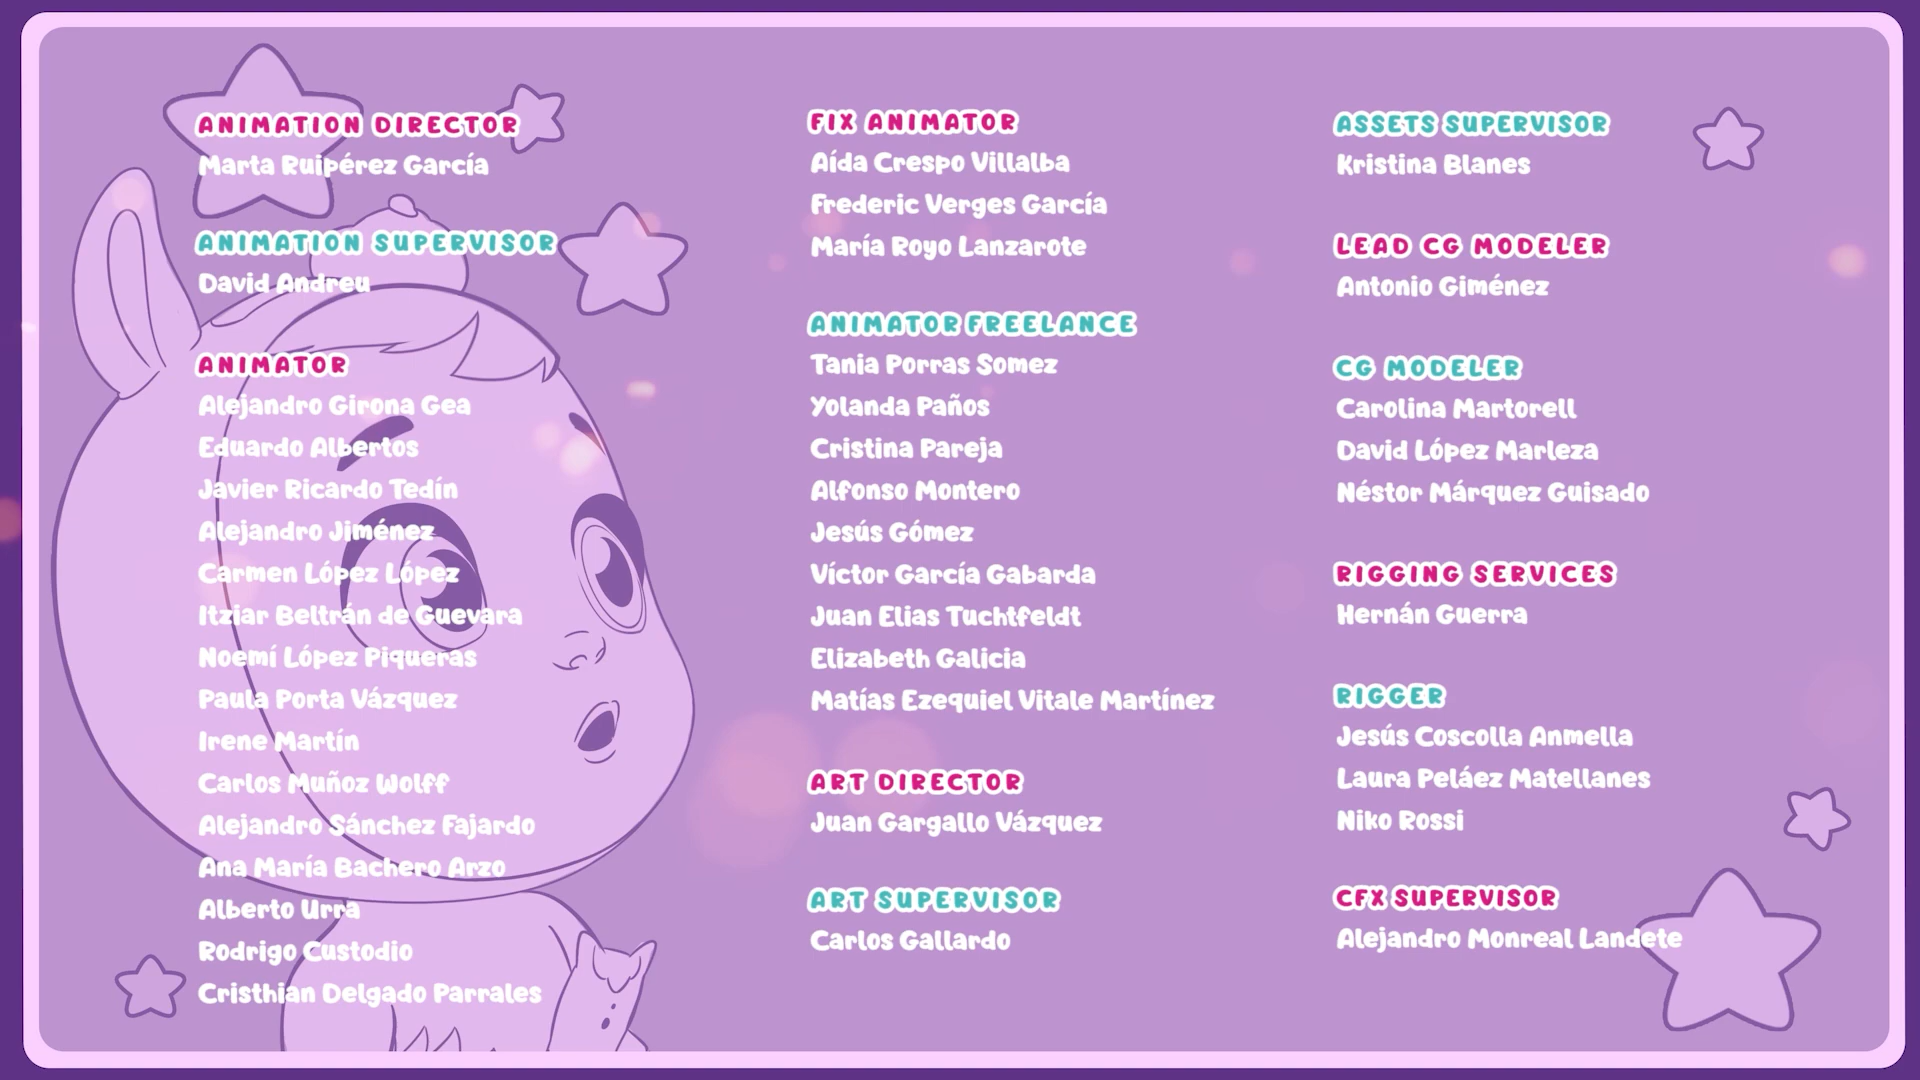 ANIMATION DIRECTOR
Marta Ruipérez García
ANIMATION SUPERVISOR
David Andreu
ANIMATOR
Alejandro Girona Gea
Eduardo Albertos
Javier Ricardo Tedín
Alejandro Jiménez
Carmen López López
Itziar Beltrán de Guevara
Noemí López Piqueras
Paula Porta Vázquez
Irene Martín
Carlos Muñoz Wolff
Alejandro Sánchez Fajardo
Ana María Bachero Arzo
Alberto Urra
Rodrigo Custodio
Cristhian Delgado Parrales
FIX ANIMATOR
Aída Crespo Villalba
Frederic Verges García
María Royo Lanzarote
ANIMATOR FREELANCE
Tania Porras Somez
Yolanda Paños
Cristina Pareja
Alfonso Montero
Jesús Gómez
Víctor García Gabarda
Juan Elias Tuchtfeldt
Elizabeth Galicia
Matías Ezequiel Vitale Martínez
ART DIRECTOR
Juan Gargallo Vázquez
ART SUPERVISOR
Carlos Gallardo
ASSETS SUPERVISOR
Kristina Blanes
LEAD CG MODELER
Antonio Giménez
CG MODELER
Carolina Martorell
David López Marleza
Néstor Márquez Guisado
RIGGING SERVICES
Hernán Guerra
RIGGER
Jesús Coscolla Anmella
Laura Peláez Matellanes
Niko Rossi
CFX SUPERVISOR
Alejandro Monreal Landete